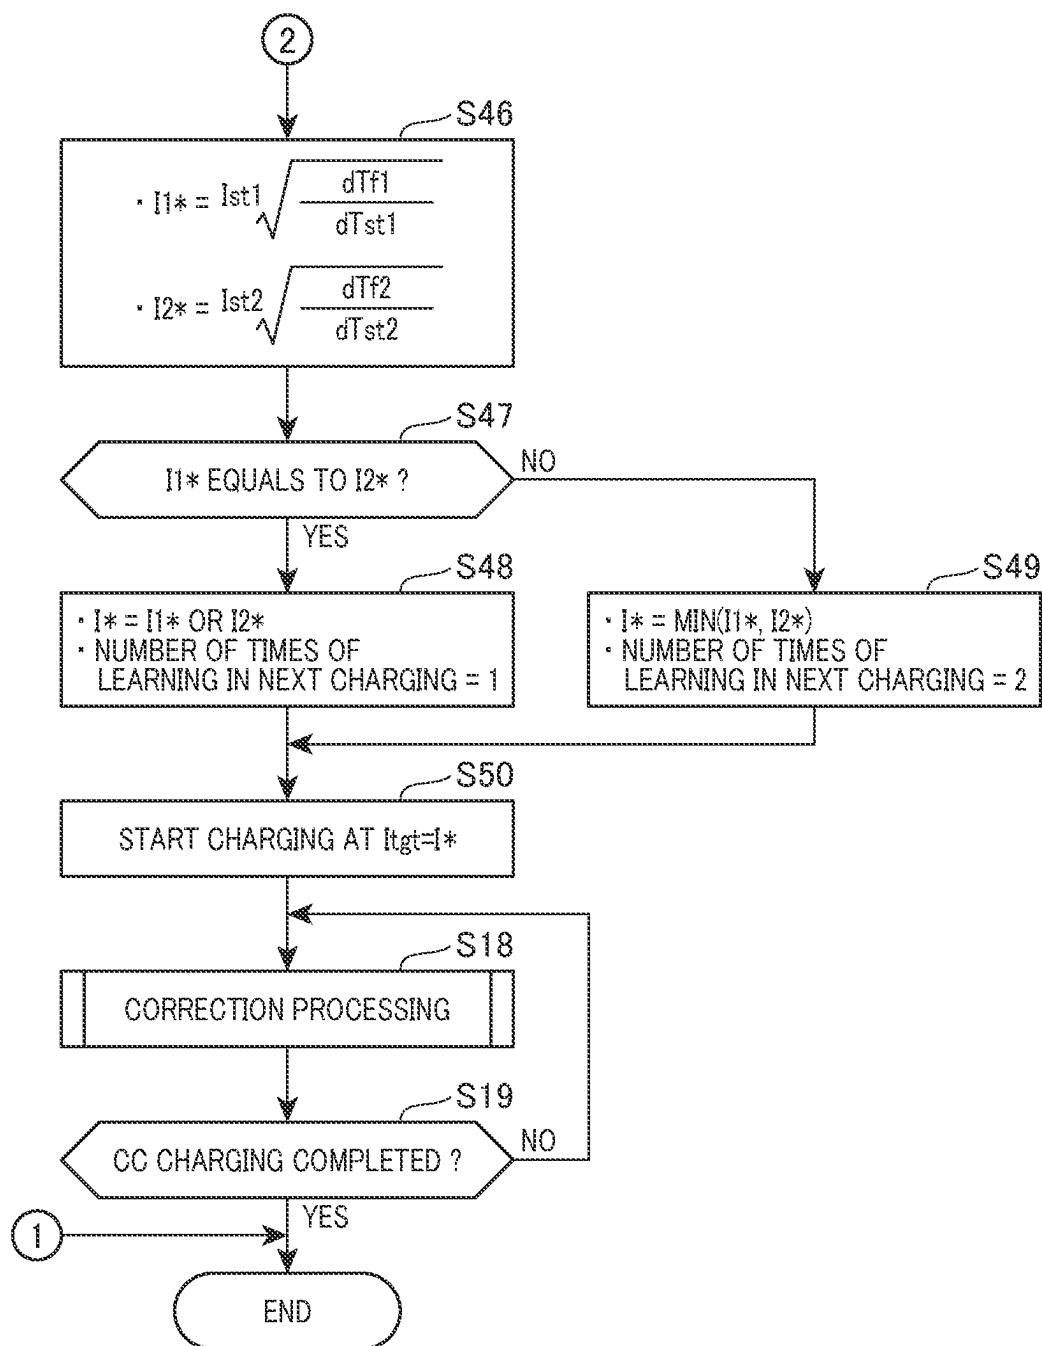 2
S46
· I1* = Ist1 √ dTf1 / dTst1
· I2* = Ist2 √ dTf2 / dTst2
S47
I1* EQUALS TO I2* ?
NO
YES
S48
· I* = I1* OR I2*
· NUMBER OF TIMES OF
LEARNING IN NEXT CHARGING = 1
S49
· I* = MIN(I1*, I2*)
· NUMBER OF TIMES OF
LEARNING IN NEXT CHARGING = 2
S50
START CHARGING AT Itgt=I*
S18
CORRECTION PROCESSING
S19
CC CHARGING COMPLETED ?
NO
YES
1
END